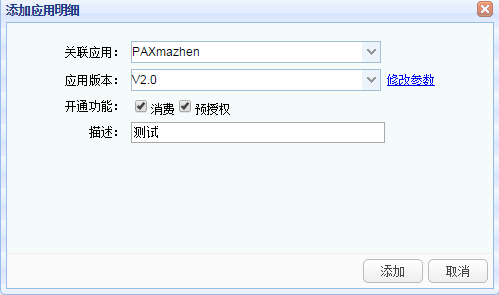 添加应用明细
关联应用： PAXmazhen
应用版本： V2.0 修改参数
开通功能： 消费 预授权
描述： 测试
添加 取消